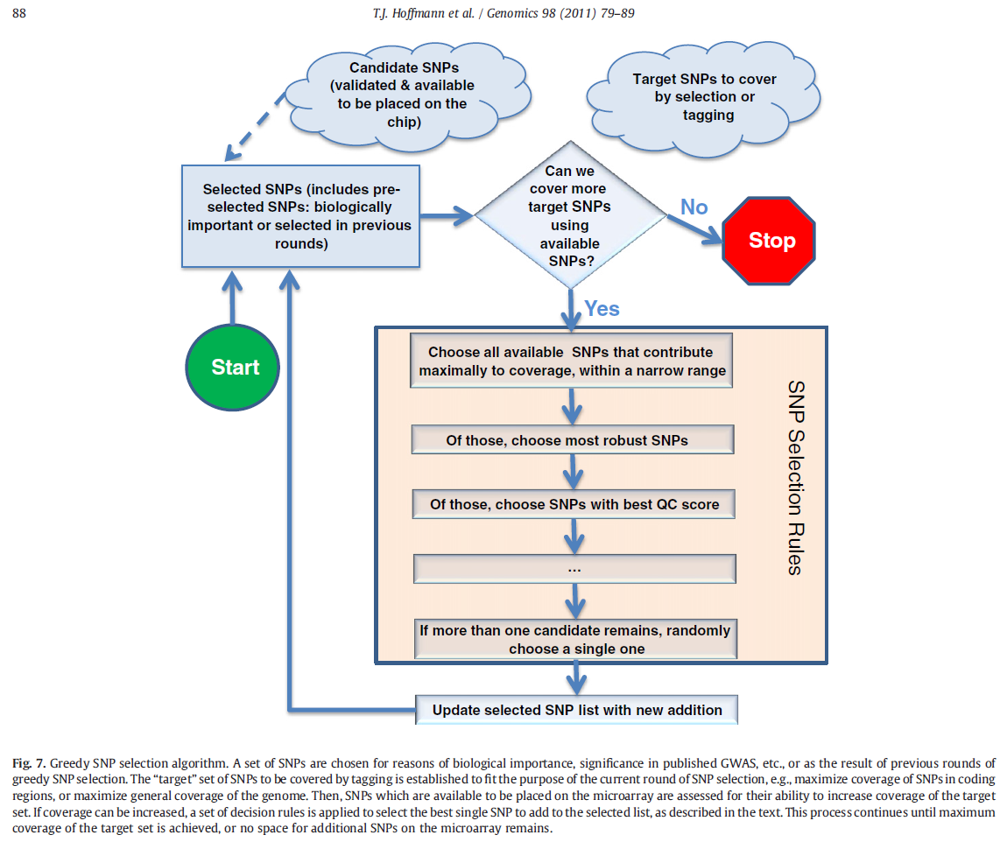 88
T.J. Hoffmann et al. / Genomics 98 (2011) 79–89
Candidate SNPs
(validated & available
to be placed on the
chip)
Target SNPs to cover
by selection or
tagging
Selected SNPs (includes pre-
selected SNPs: biologically
important or selected in previous
rounds)
Can we
cover more
target SNPs
using
available
SNPs?
No
Stop
Yes
Start
Choose all available SNPs that contribute
maximally to coverage, within a narrow range
Of those, choose most robust SNPs
Of those, choose SNPs with best QC score
...
If more than one candidate remains, randomly
choose a single one
SNP Selection Rules
Update selected SNP list with new addition
Fig. 7. Greedy SNP selection algorithm. A set of SNPs are chosen for reasons of biological importance, significance in published GWAS, etc., or as the result of previous rounds of
greedy SNP selection. The “target” set of SNPs to be covered by tagging is established to fit the purpose of the current round of SNP selection, e.g., maximize coverage of SNPs in coding
regions, or maximize general coverage of the genome. Then, SNPs which are available to be placed on the microarray are assessed for their ability to increase coverage of the target
set. If coverage can be increased, a set of decision rules is applied to select the best single SNP to add to the selected list, as described in the text. This process continues until maximum
coverage of the target set is achieved, or no space for additional SNPs on the microarray remains.